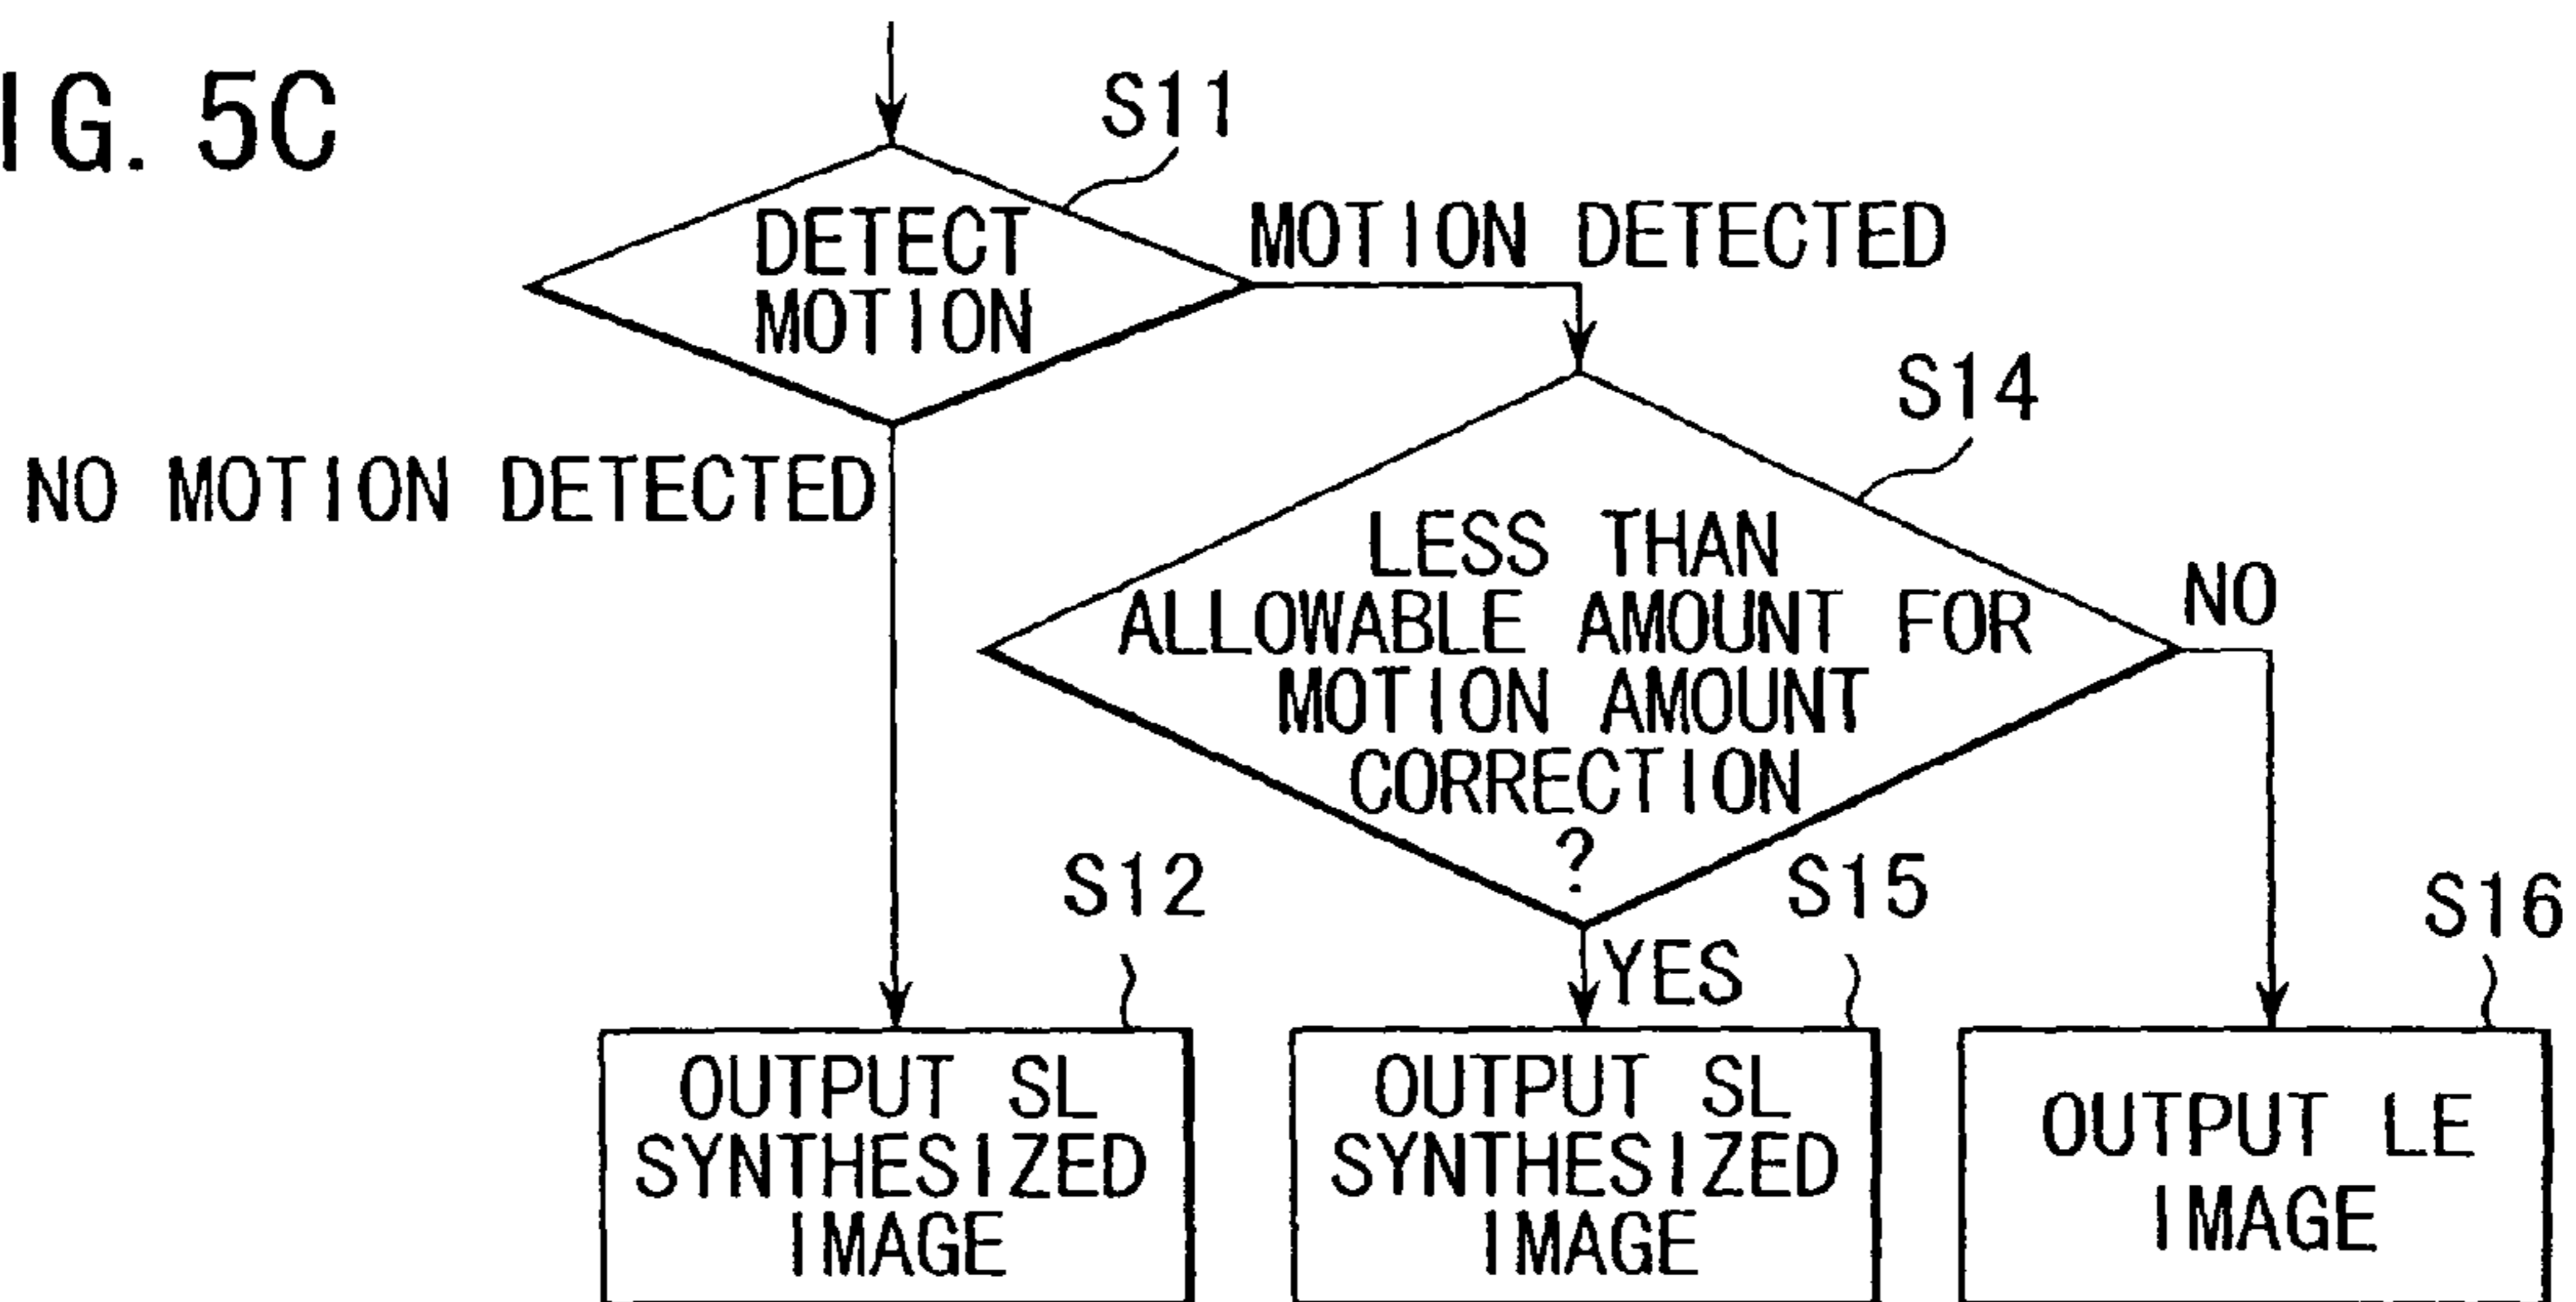 IG. 5C
S11
DETECT
MOTION
MOTION DETECTED
NO MOTION DETECTED
S14
LESS THAN
ALLOWABLE AMOUNT FOR
MOTION AMOUNT
CORRECTION
?
NO
YES
S12
OUTPUT SL
SYNTHESIZED
IMAGE
S15
OUTPUT SL
SYNTHESIZED
IMAGE
S16
OUTPUT LE
IMAGE